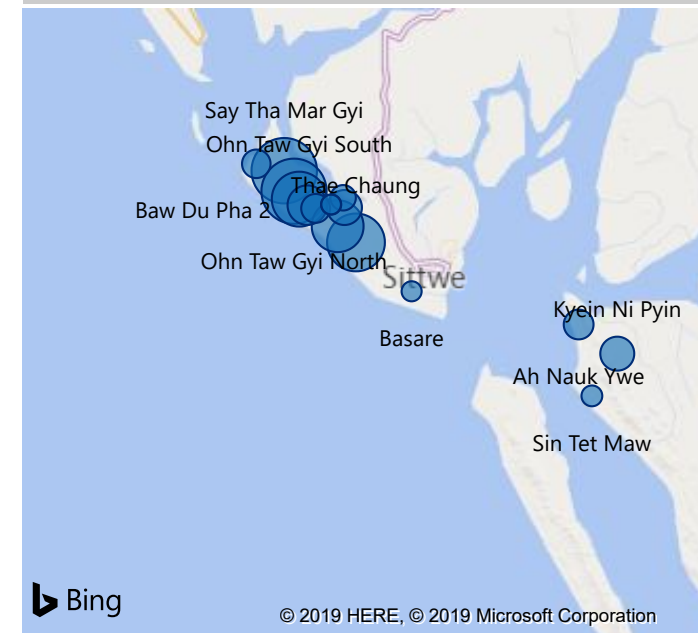 Say Tha Mar Gyi
Ohn Taw Gyi South
Thae Chaung
Baw Du Pha 2
Ohn Taw Gyi North
Sittwe
Basare
Kyein Ni Pyin
Ah Nauk Ywe
Sin Tet Maw
Bing
© 2019 HERE, © 2019 Microsoft Corporation